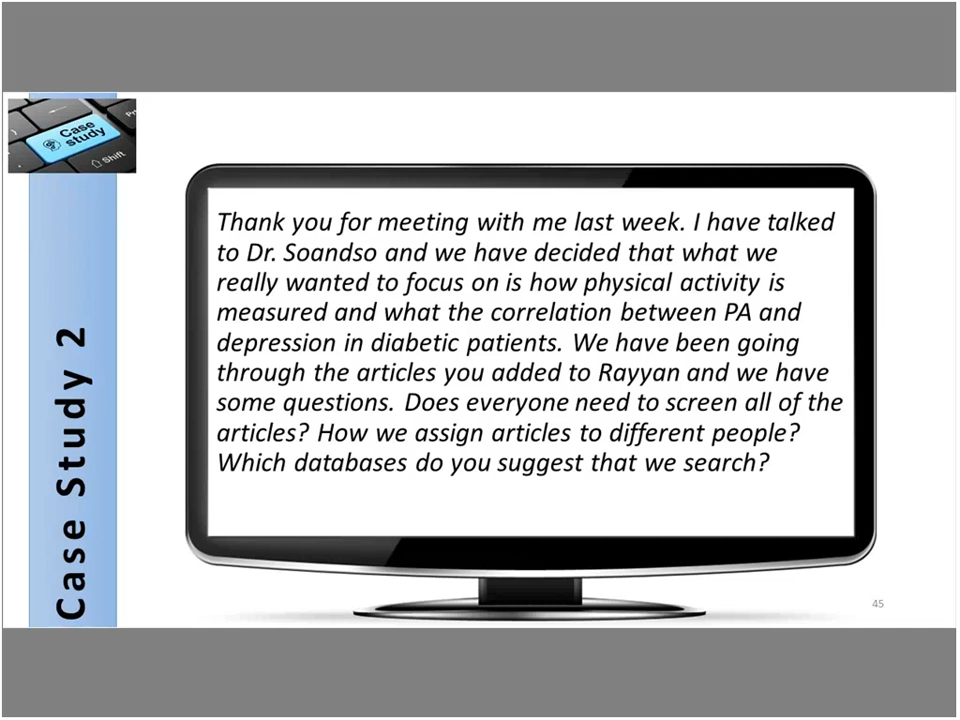 Case
study
Shift
Case Study 2
Thank you for meeting with me last week. I have talked
to Dr. Soandso and we have decided that what we
really wanted to focus on is how physical activity is
measured and what the correlation between PA and
depression in diabetic patients. We have been going
through the articles you added to Rayyan and we have
some questions. Does everyone need to screen all of the
articles? How we assign articles to different people?
Which databases do you suggest that we search?
45